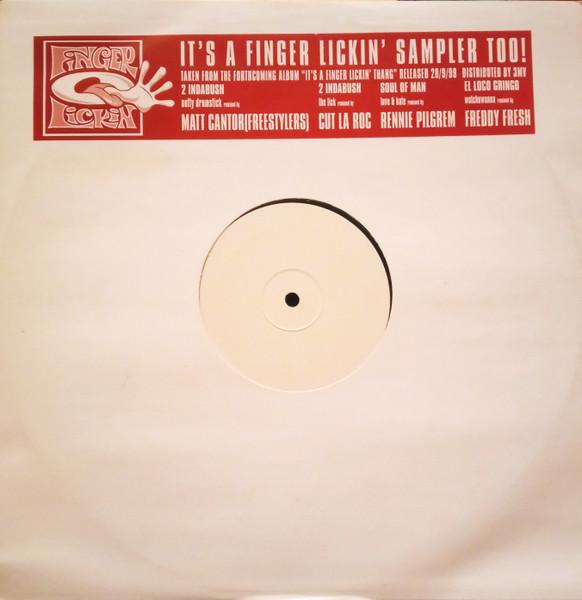 FINGER
LICKIN'
IT'S A FINGER LICKIN' SAMPLER TOO!
TAKEN FROM THE FORTHCOMING ALBUM "IT'S A FINGER LICKIN' THANG" RELEASED 20/9/99 DISTRIBUTED BY 3MV
2 INDABUSH 2 INDABUSH SOUL OF MAN EL LOCO GRINGO
nutty drumstick remixed by the lick remixed by love & hate remixed by remixed by
MATT CANTOR(FREESTYLERS) CUT LA ROC RENNIE PILGREM FREDDY FRESH